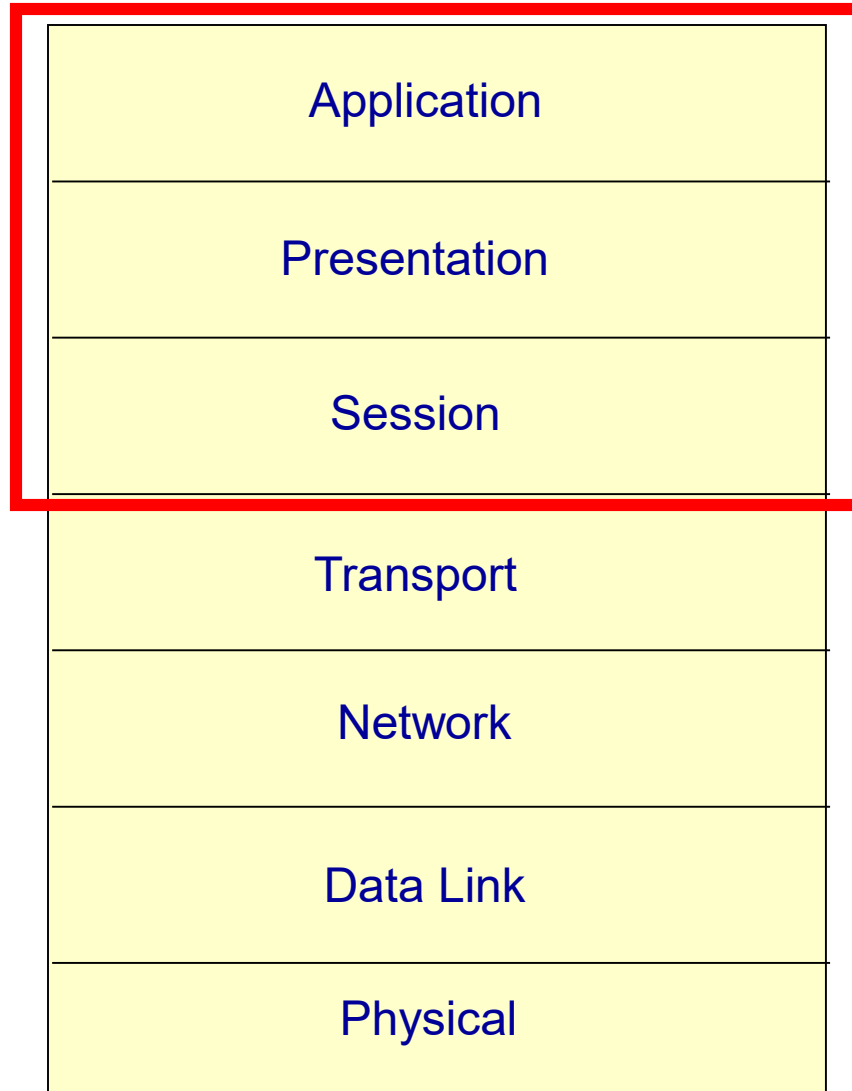 Application
Presentation
Session
Transport
Network
Data Link
Physical